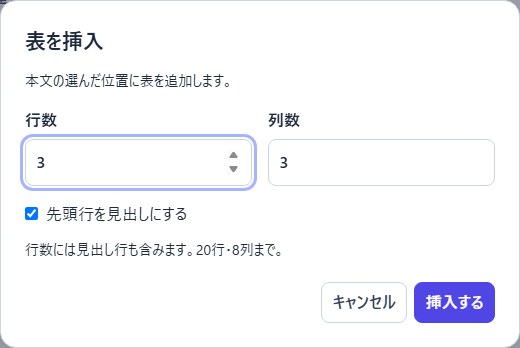 表を挿入
本文の選んだ位置に表を追加します。
行数 列数
3 3
先頭行を見出しにする
行数には見出し行も含みます。20行・8列まで。
キャンセル 挿入する